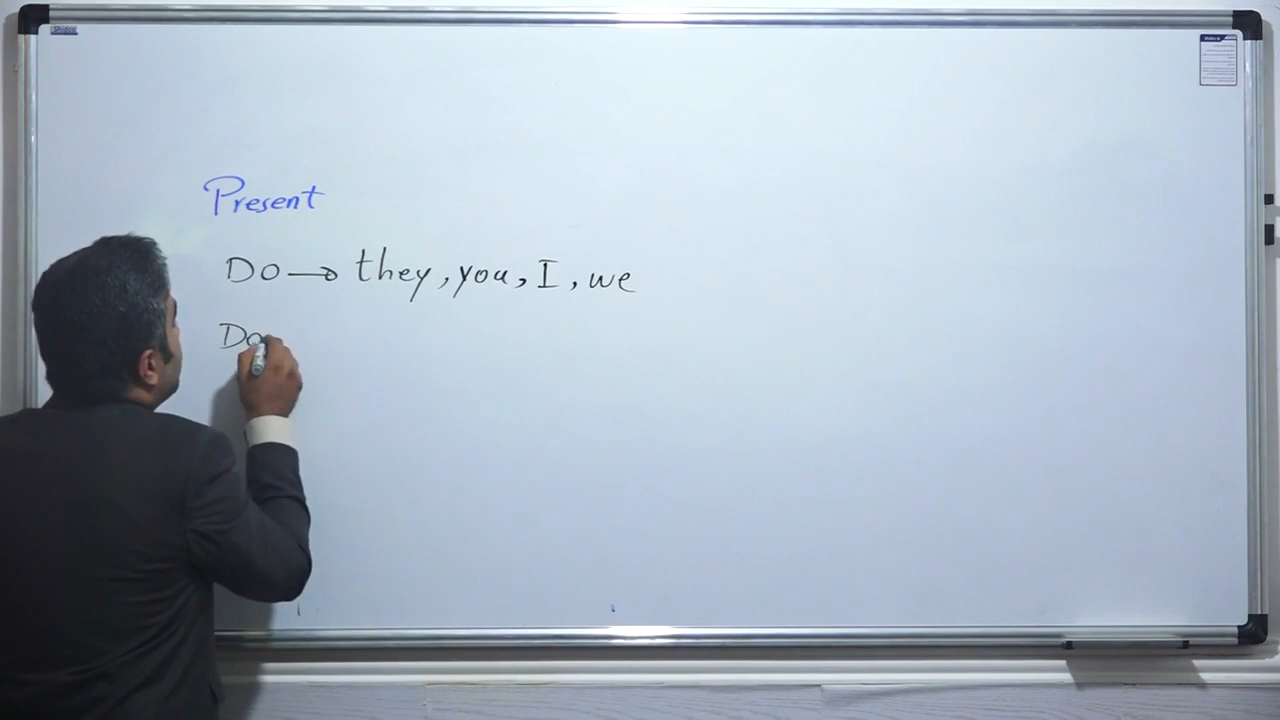 Present
Do → they, you, I, we
Do